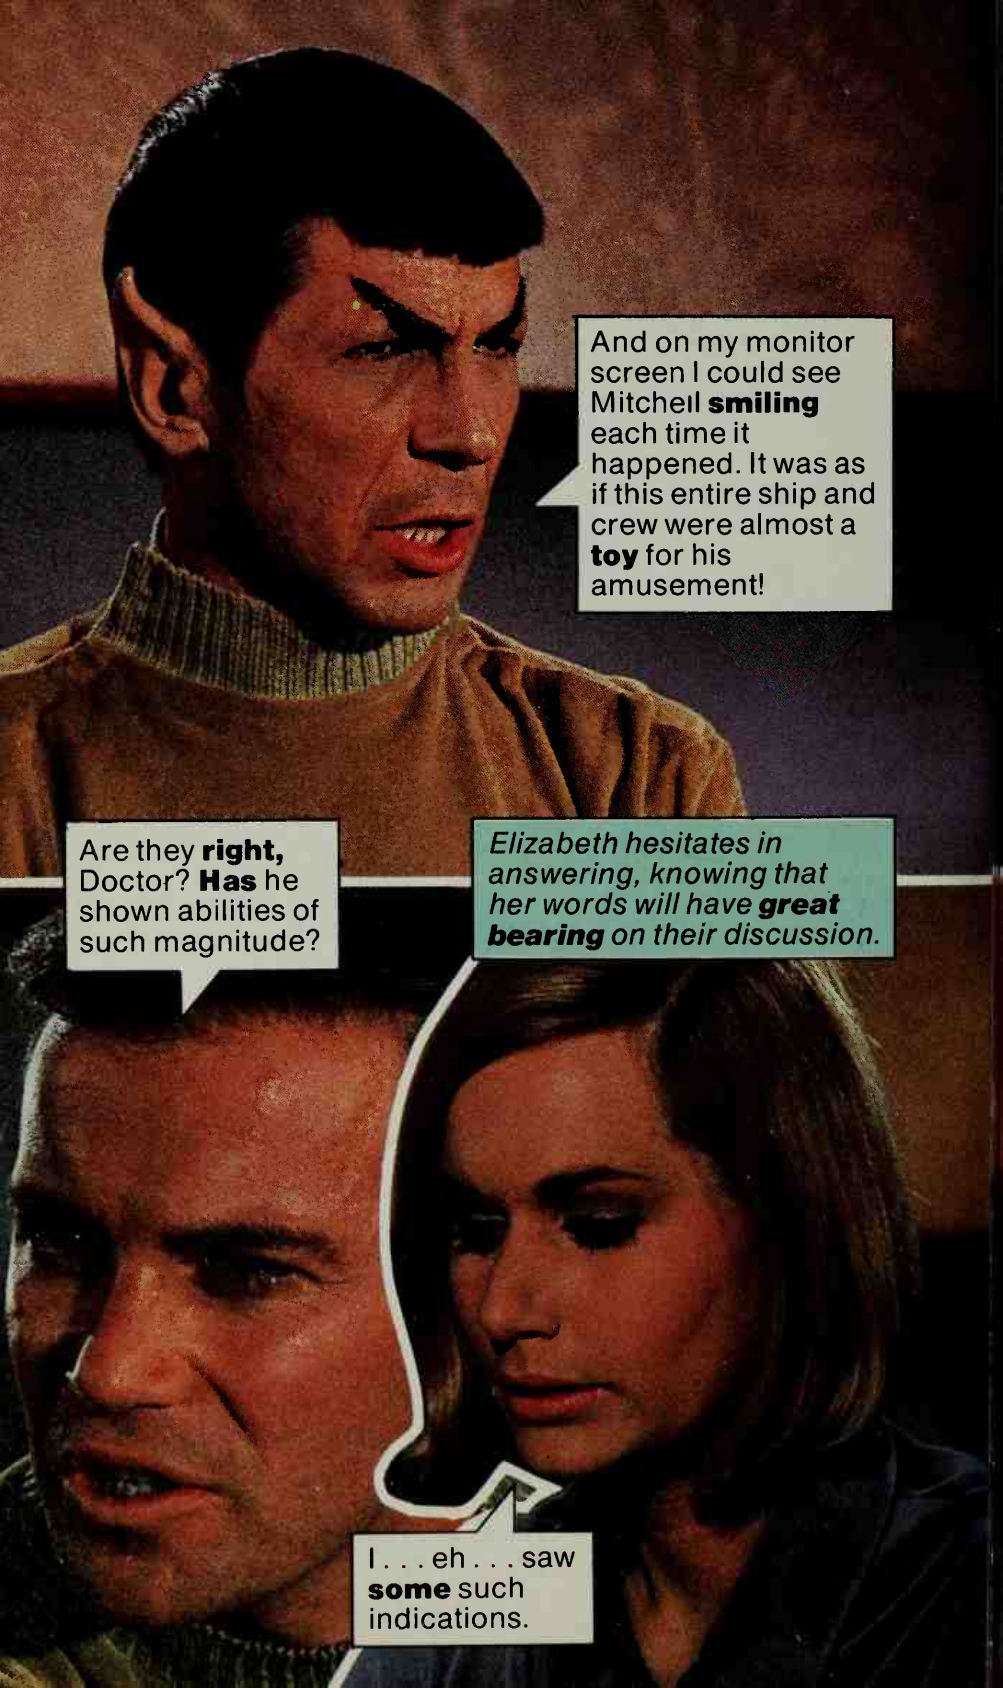 And on my monitor
screen I could see
Mitchell smiling
each time it
happened. It was as
if this entire ship and
crew were almost a
toy for his
amusement!
Are they right,
Doctor? Has he
shown abilities of
such magnitude?
Elizabeth hesitates in
answering, knowing that
her words will have great
bearing on their discussion.
I . . . eh . . . saw
some such
indications.